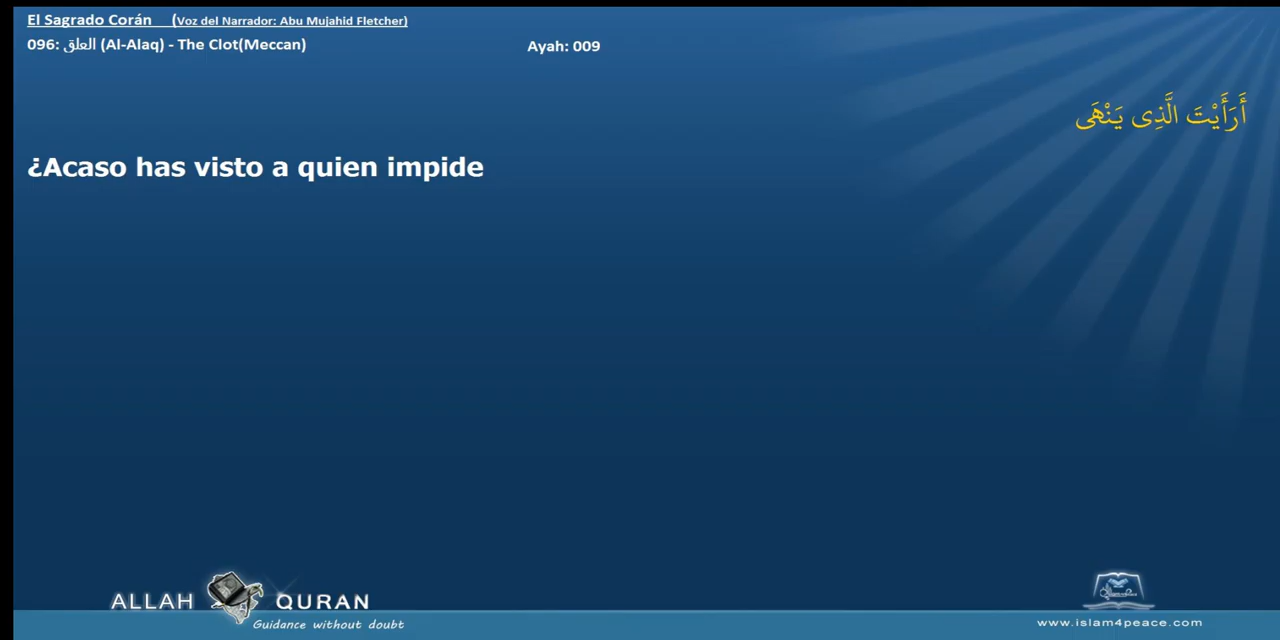 El Sagrado Corán (Voz del Narrador: Abu Mujahid Fletcher)
096: العلق (Al-Alaq) - The Clot(Meccan) Ayah: 009
أَرَأَيْتَ الَّذِى يَنْهَى
¿Acaso has visto a quien impide
ALLAH QURAN
Guidance without doubt
www.islam4peace.com